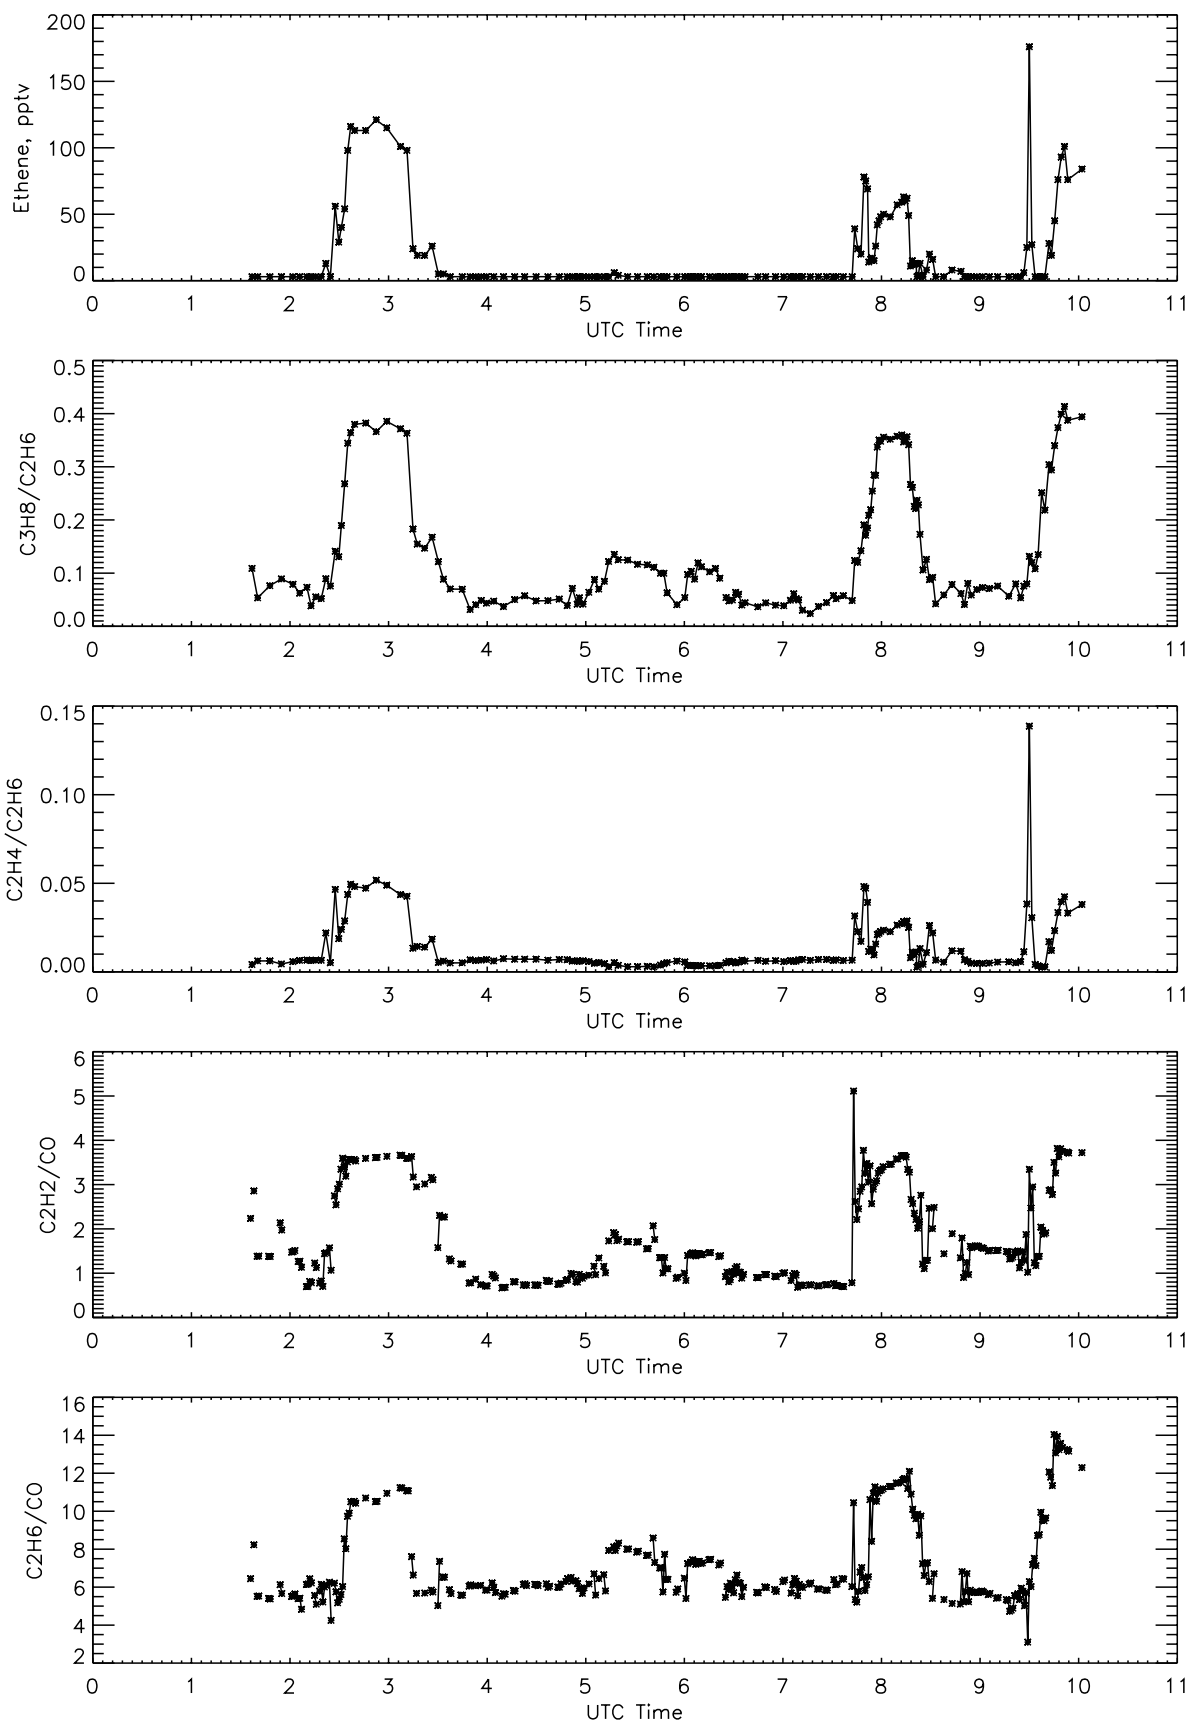 200
150
100
50
0
Ethene, pptv
0 1 2 3 4 5 6 7 8 9 10 11
UTC Time
0.5
0.4
0.3
0.2
0.1
0.0
C3H8/C2H6
0 1 2 3 4 5 6 7 8 9 10 11
UTC Time
0.15
0.10
0.05
0.00
C2H4/C2H6
0 1 2 3 4 5 6 7 8 9 10 11
UTC Time
6
5
4
3
2
1
0
C2H2/CO
0 1 2 3 4 5 6 7 8 9 10 11
UTC Time
16
14
12
10
8
6
4
2
C2H6/CO
0 1 2 3 4 5 6 7 8 9 10 11
UTC Time